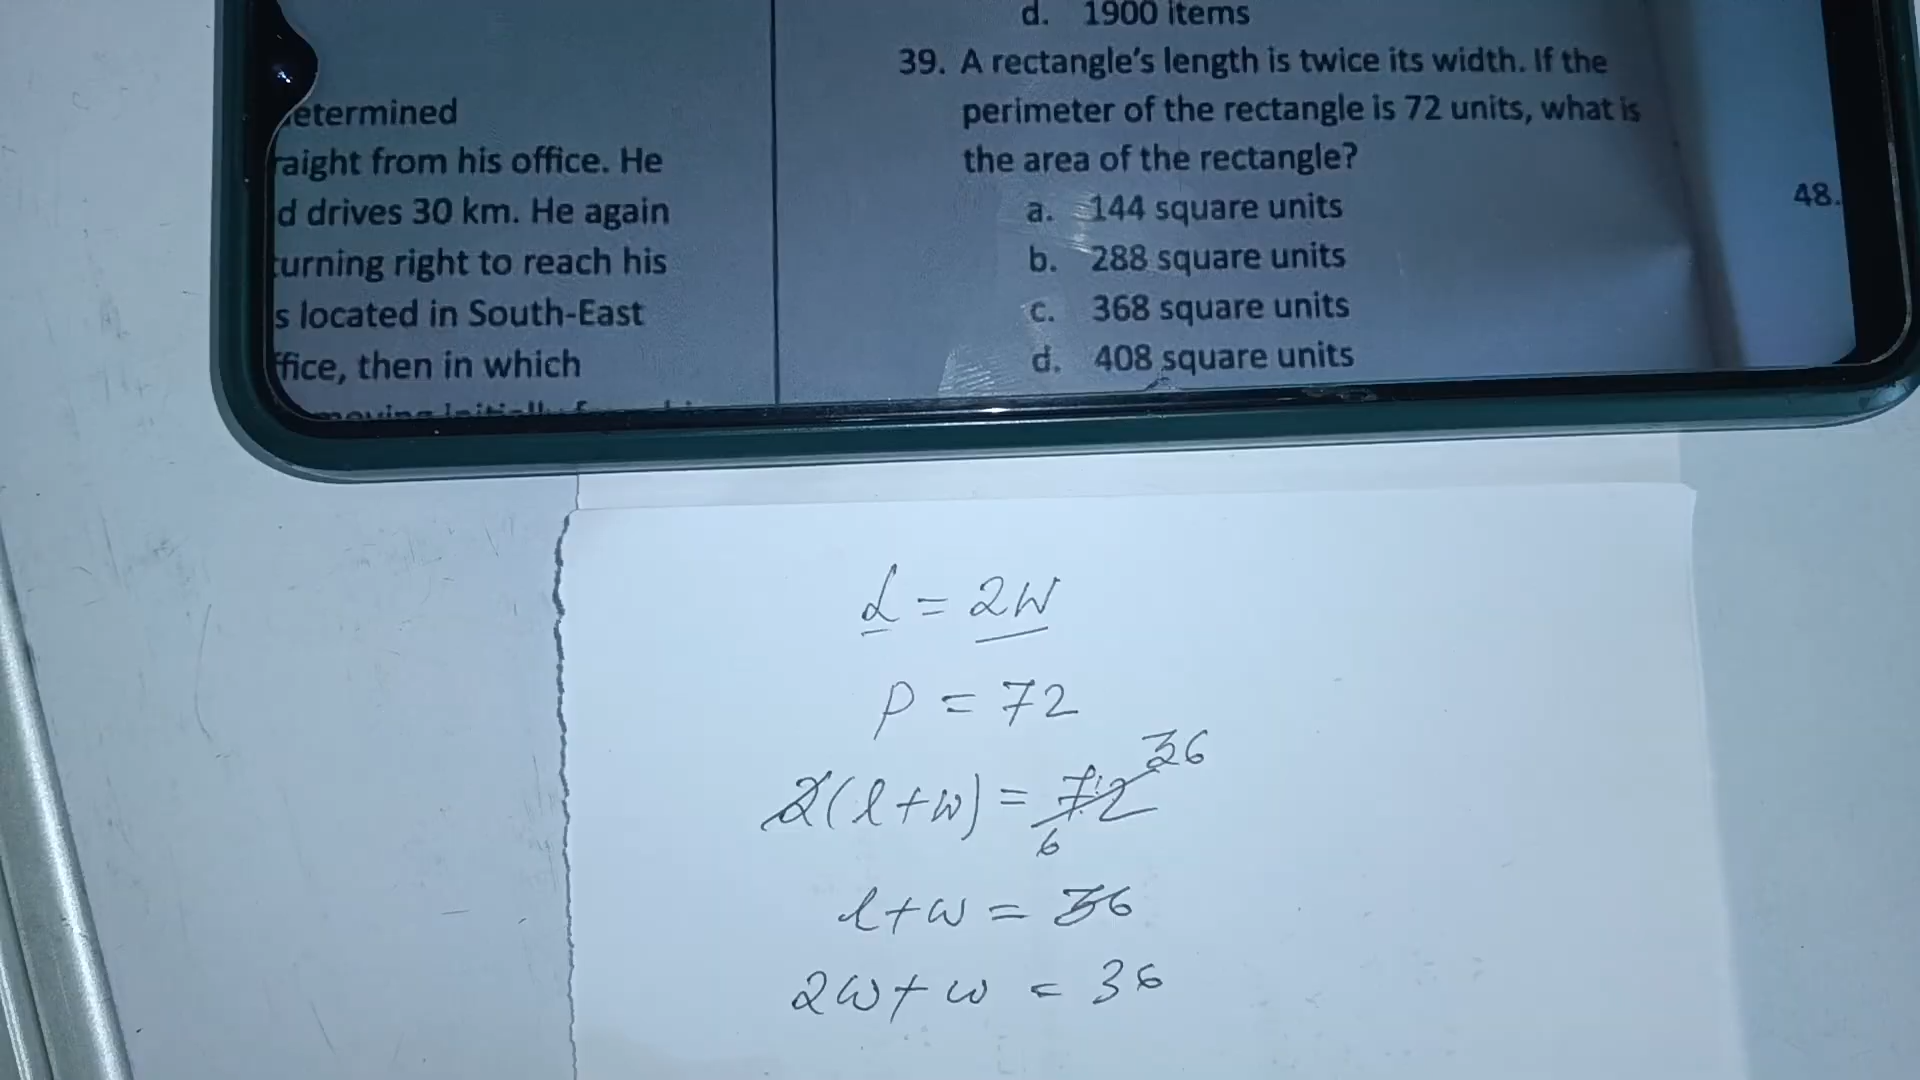 etermined
raight from his office. He
d drives 30 km. He again
urning right to reach his
s located in South-East
ffice, then in which
d. 1900 items
39. A rectangle's length is twice its width. If the
perimeter of the rectangle is 72 units, what is
the area of the rectangle?
a. 144 square units
b. 288 square units
c. 368 square units
d. 408 square units
48.
L = 2W
P = 72
2(l+w) = 72 36
6
l+w = 36
2w+w = 36